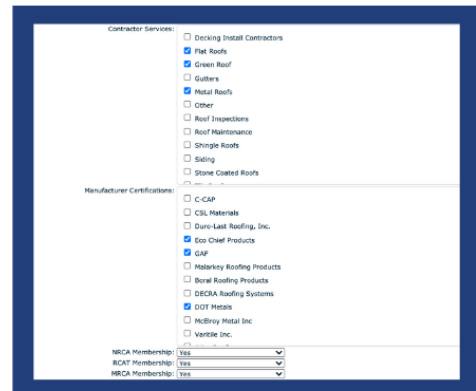 Contractor Services:
Decking Install Contractors
Flat Roofs
Green Roof
Gutters
Metal Roofs
Other
Roof Inspections
Roof Maintenance
Shingle Roofs
Siding
Stone Coated Roofs
Manufacturer Certifications:
C-CAP
CSL Materials
Duro-Last Roofing, Inc.
Eco Chief Products
GAF
Malarkey Roofing Products
Boral Roofing Products
DECRA Roofing Systems
DOT Metals
McElroy Metal Inc
Varitile Inc.
NRCA Membership: Yes
RCAT Membership: Yes
MRCA Membership: Yes